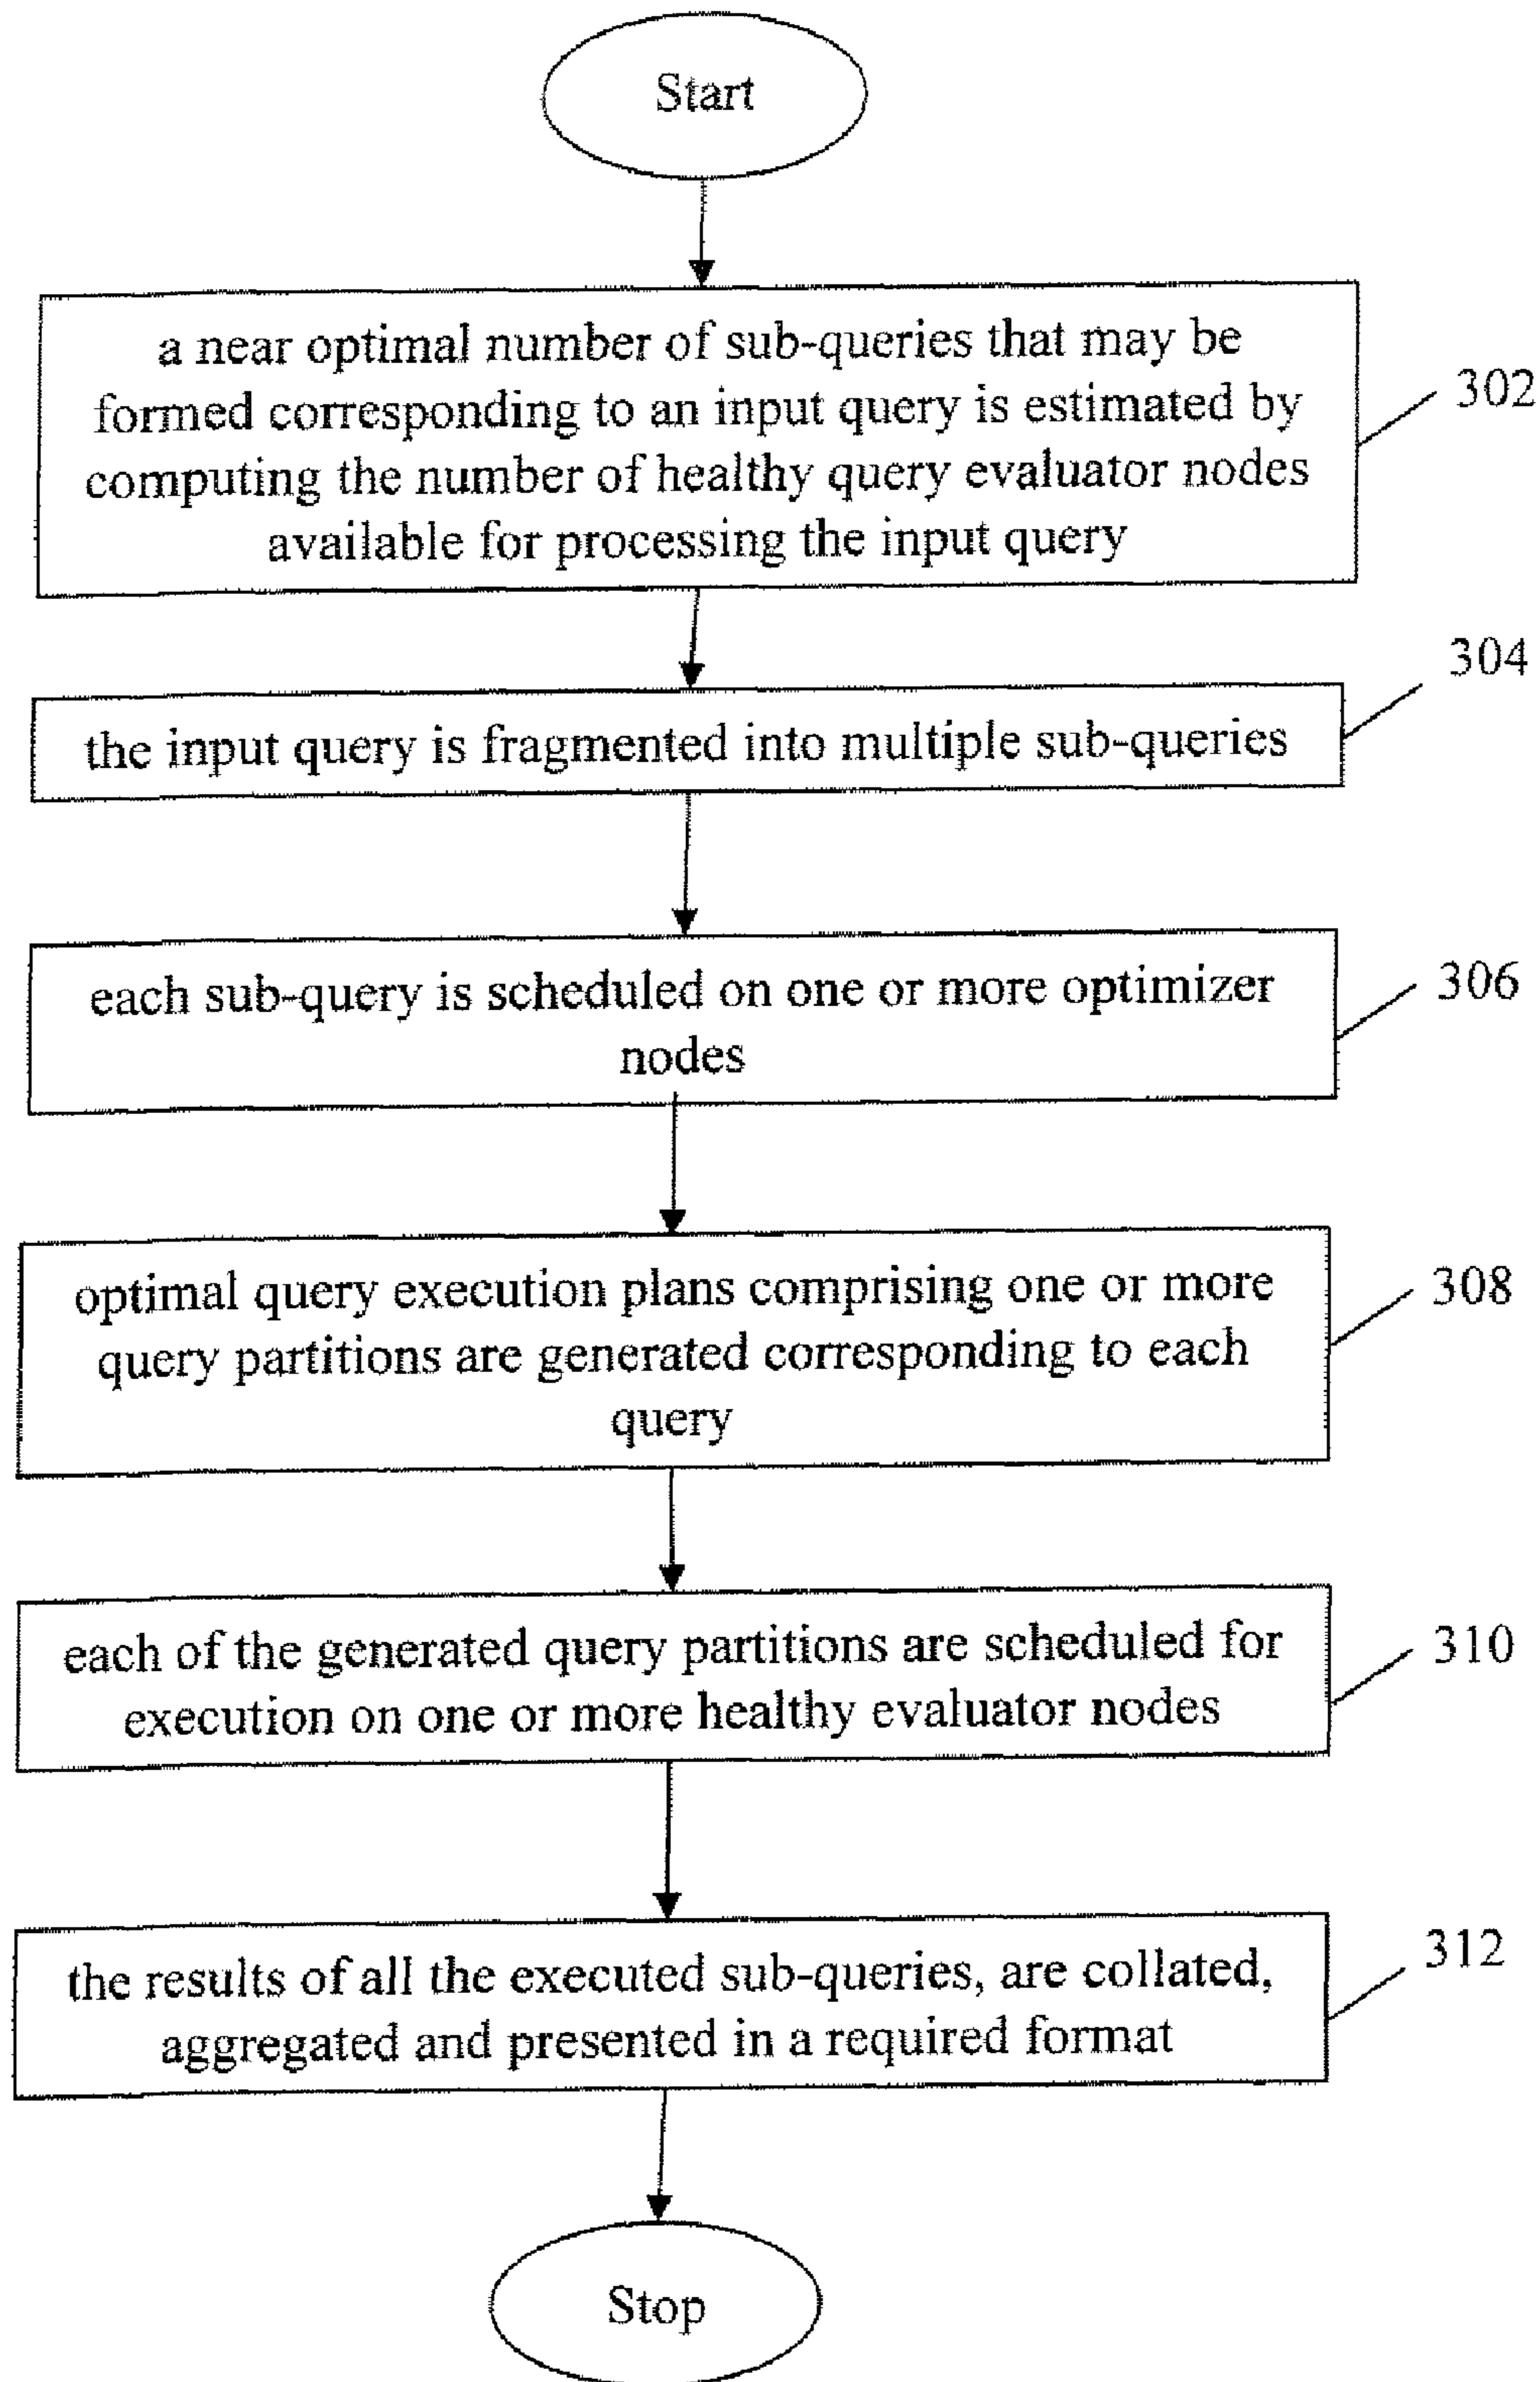 Start
a near optimal number of sub-queries that may be
formed corresponding to an input query is estimated by
computing the number of healthy query evaluator nodes
available for processing the input query
302
304
the input query is fragmented into multiple sub-queries
each sub-query is scheduled on one or more optimizer
nodes
306
optimal query execution plans comprising one or more
query partitions are generated corresponding to each
query
308
each of the generated query partitions are scheduled for
execution on one or more healthy evaluator nodes
310
the results of all the executed sub-queries, are collated,
aggregated and presented in a required format
312
Stop